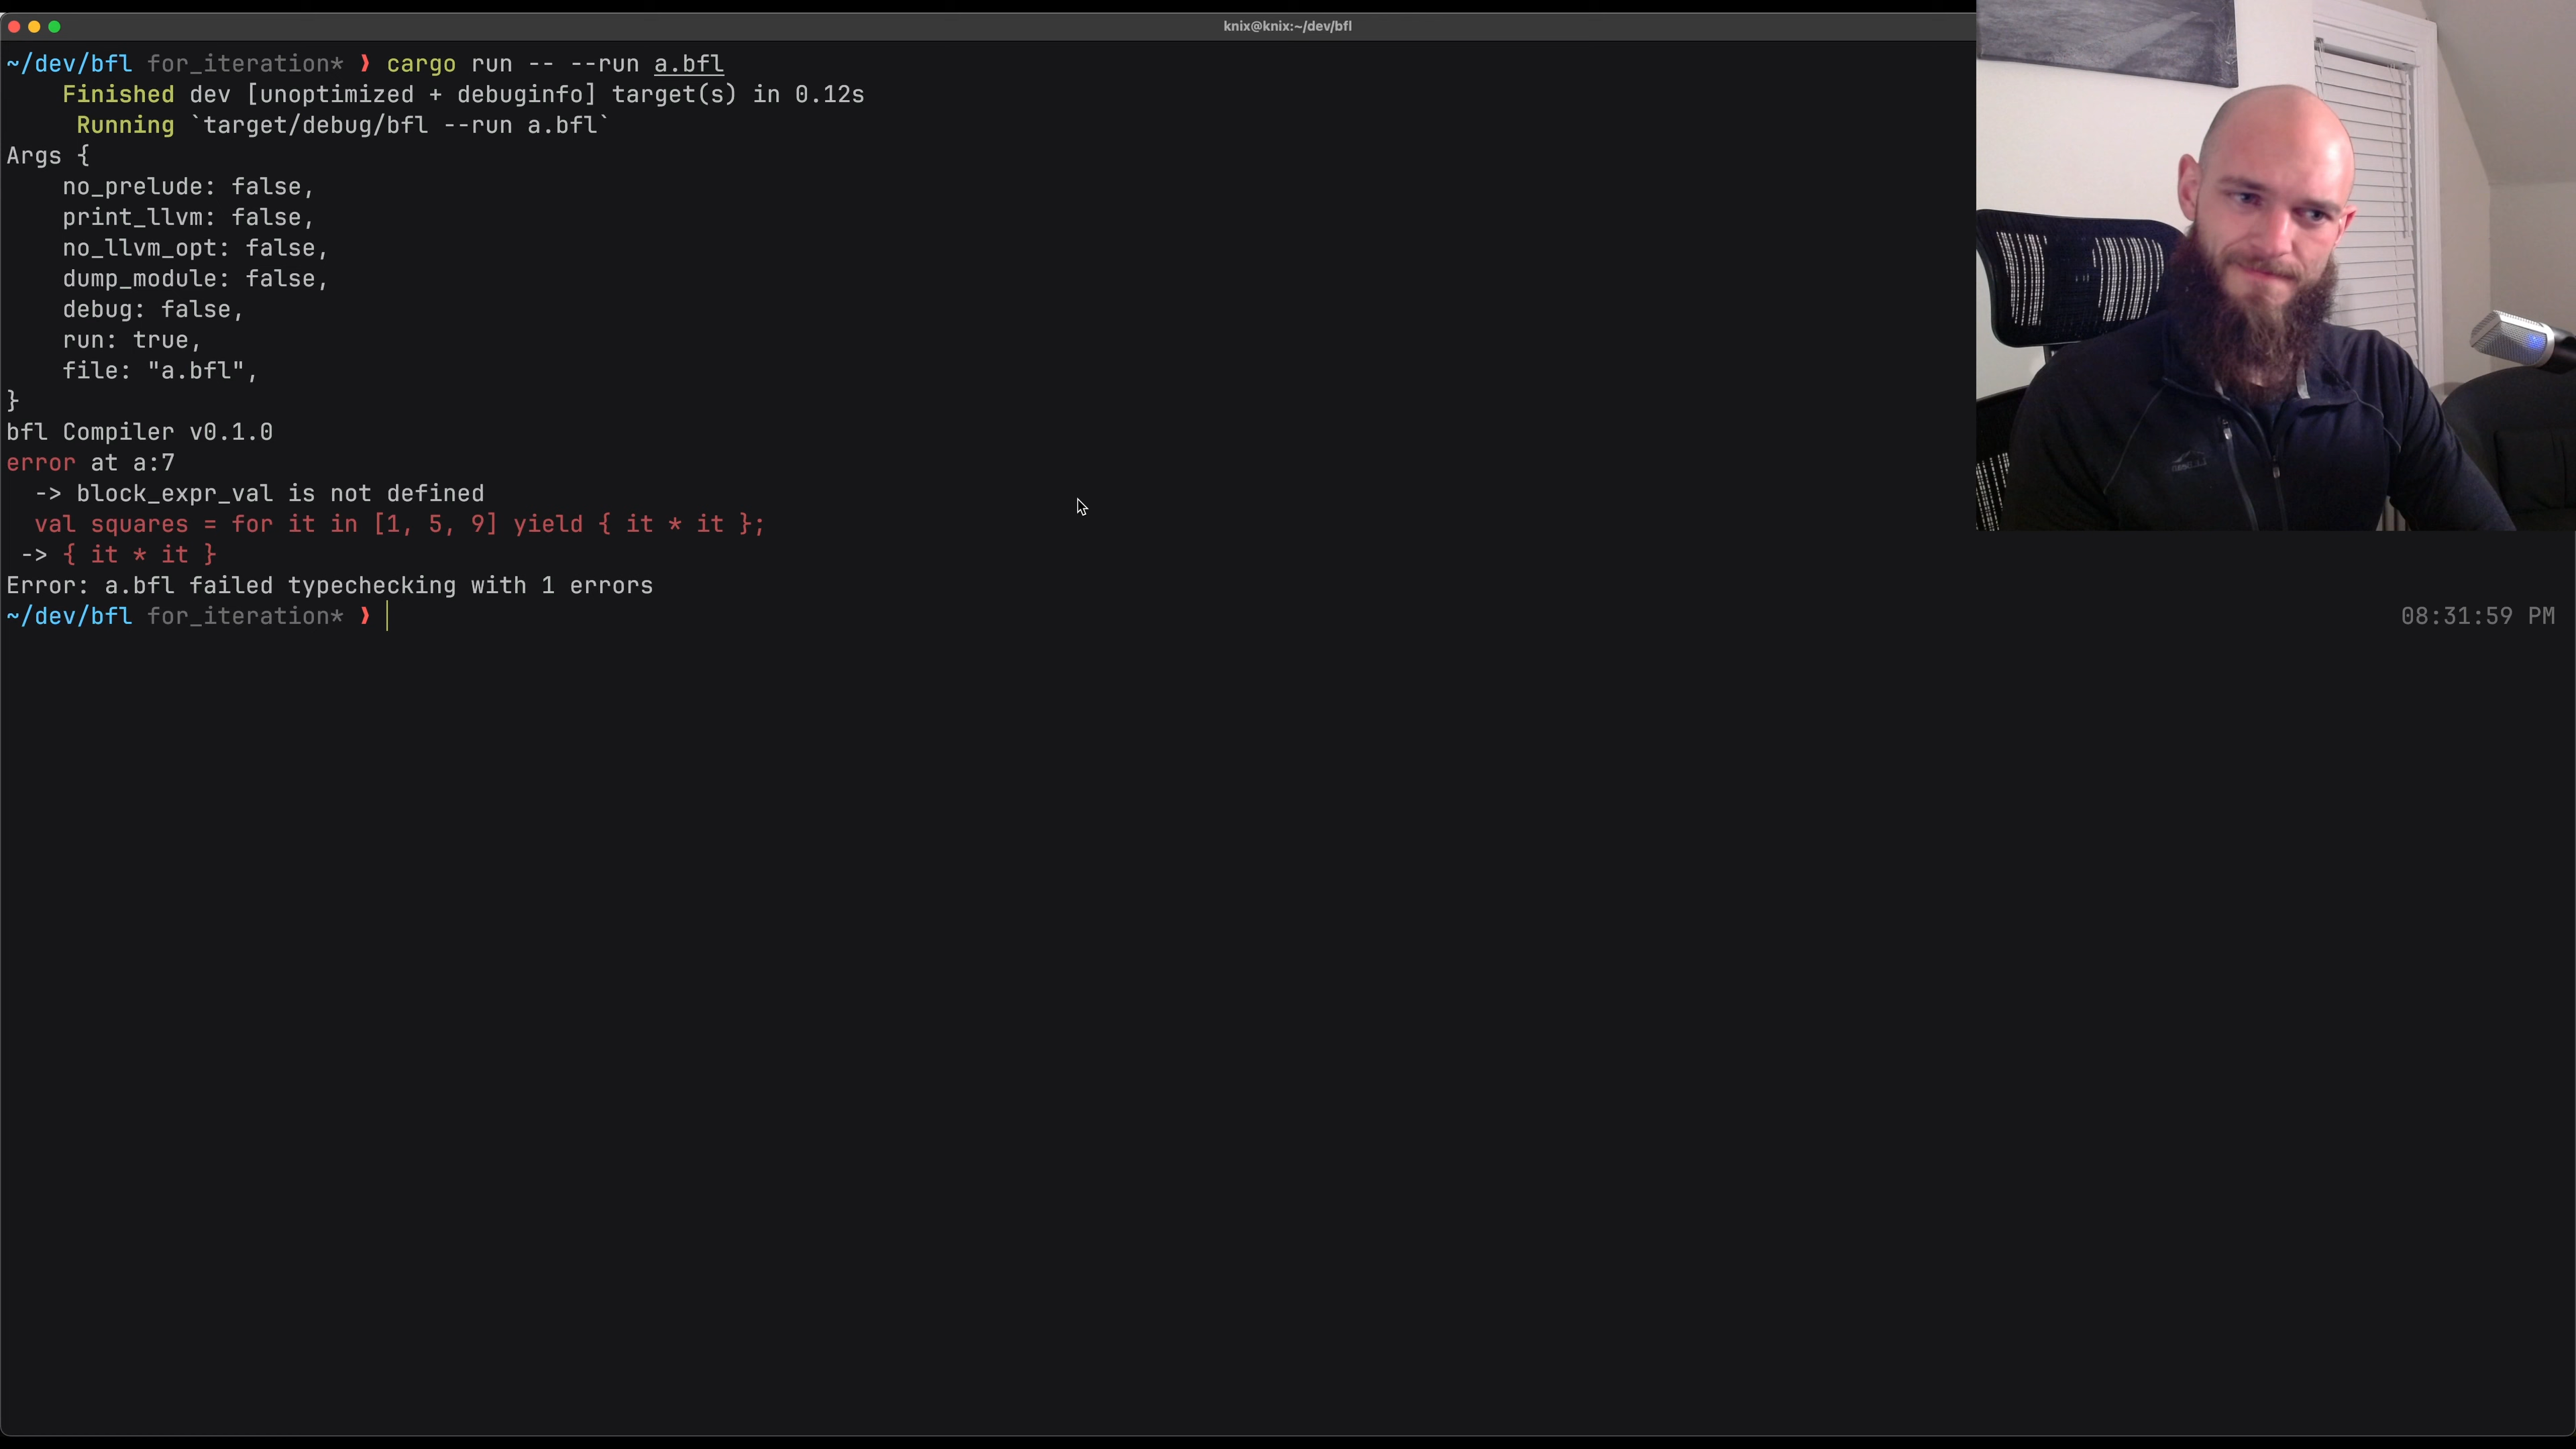 knix@knix:~/dev/bfl
~/dev/bfl for_iteration* ❯ cargo run -- --run a.bfl
    Finished dev [unoptimized + debuginfo] target(s) in 0.12s
     Running `target/debug/bfl --run a.bfl`
Args {
    no_prelude: false,
    print_llvm: false,
    no_llvm_opt: false,
    dump_module: false,
    debug: false,
    run: true,
    file: "a.bfl",
}
bfl Compiler v0.1.0
error at a:7
  -> block_expr_val is not defined
  val squares = for it in [1, 5, 9] yield { it * it };
 -> { it * it }
Error: a.bfl failed typechecking with 1 errors
~/dev/bfl for_iteration* ❯ 08:31:59 PM